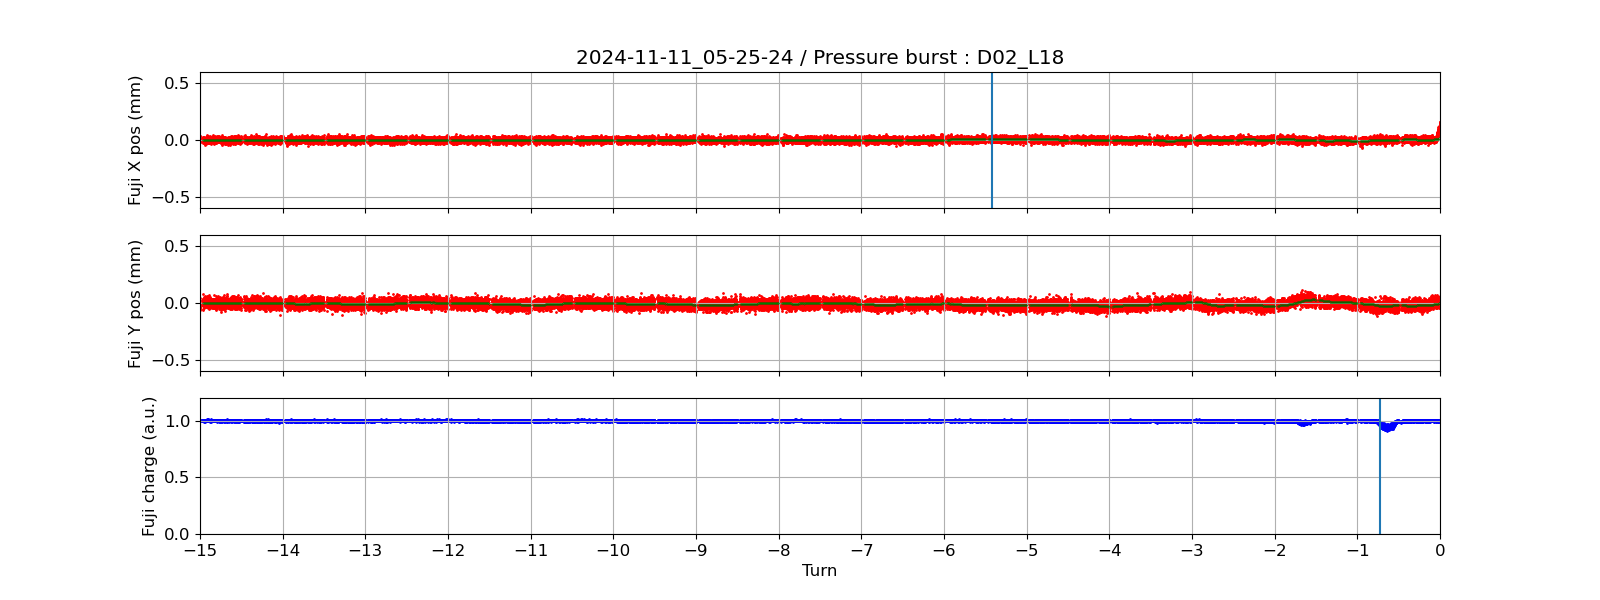 2024-11-11_05-25-24 / Pressure burst : D02_L18
Fuji X pos (mm)
0.5
0.0
−0.5
Fuji Y pos (mm)
0.5
0.0
−0.5
Fuji charge (a.u.)
1.0
0.5
0.0
−15 −14 −13 −12 −11 −10 −9 −8 −7 −6 −5 −4 −3 −2 −1 0
Turn